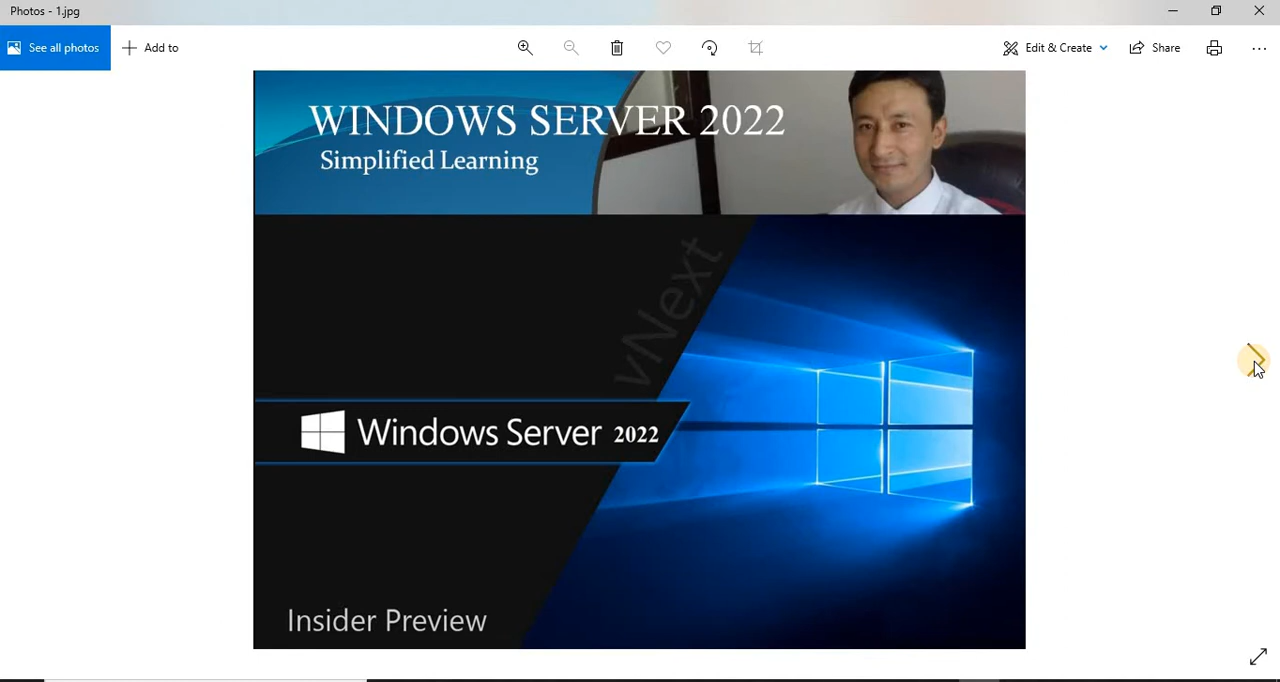 Photos - 1.jpg
See all photos
Add to
Edit & Create
Share
WINDOWS SERVER 2022
Simplified Learning
vNext
Windows Server 2022
Insider Preview